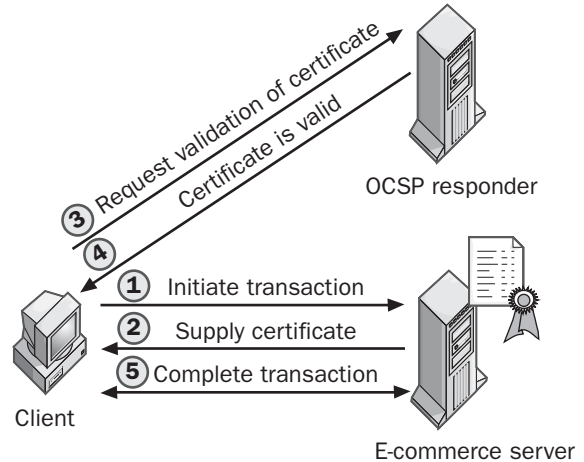 3 Request validation of certificate
4 Certificate is valid
OCSP responder
1 Initiate transaction
2 Supply certificate
5 Complete transaction
Client
E-commerce server